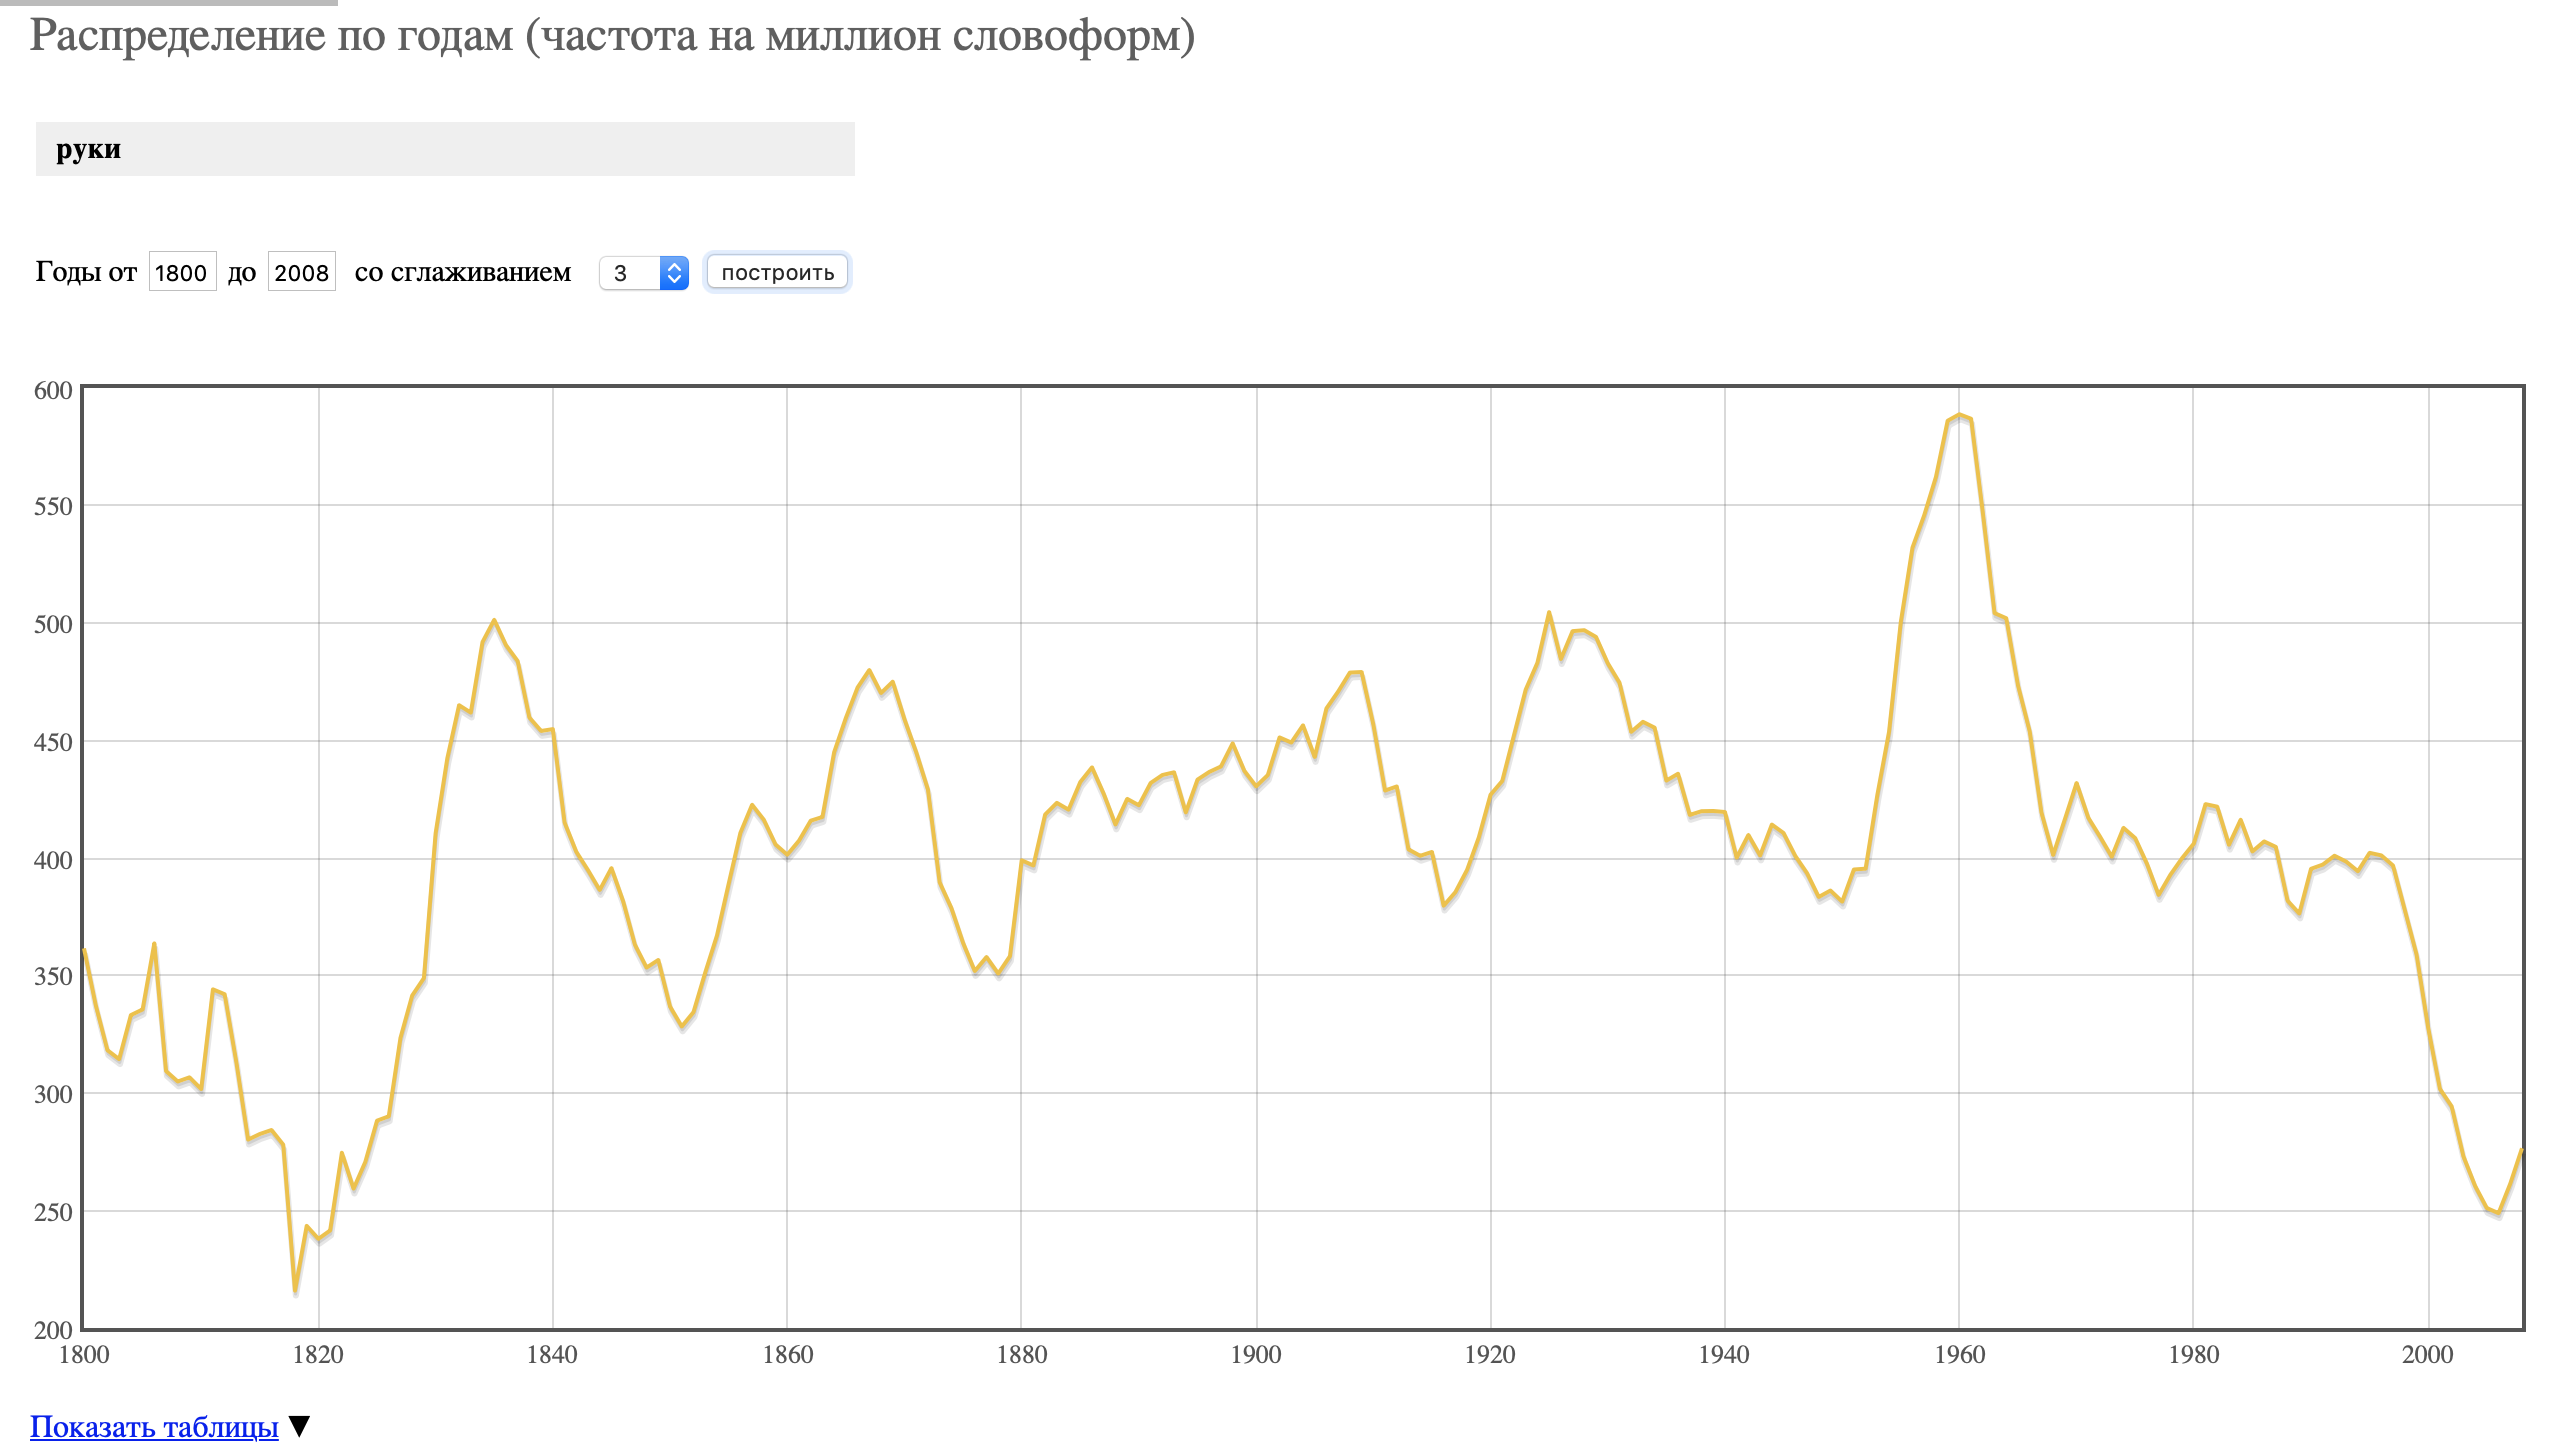 Распределение по годам (частота на миллион словоформ)
руки
Годы от 1800 до 2008 со сглаживанием 3 построить
600
550
500
450
400
350
300
250
200
1800 1820 1840 1860 1880 1900 1920 1940 1960 1980 2000
Показать таблицы ▼